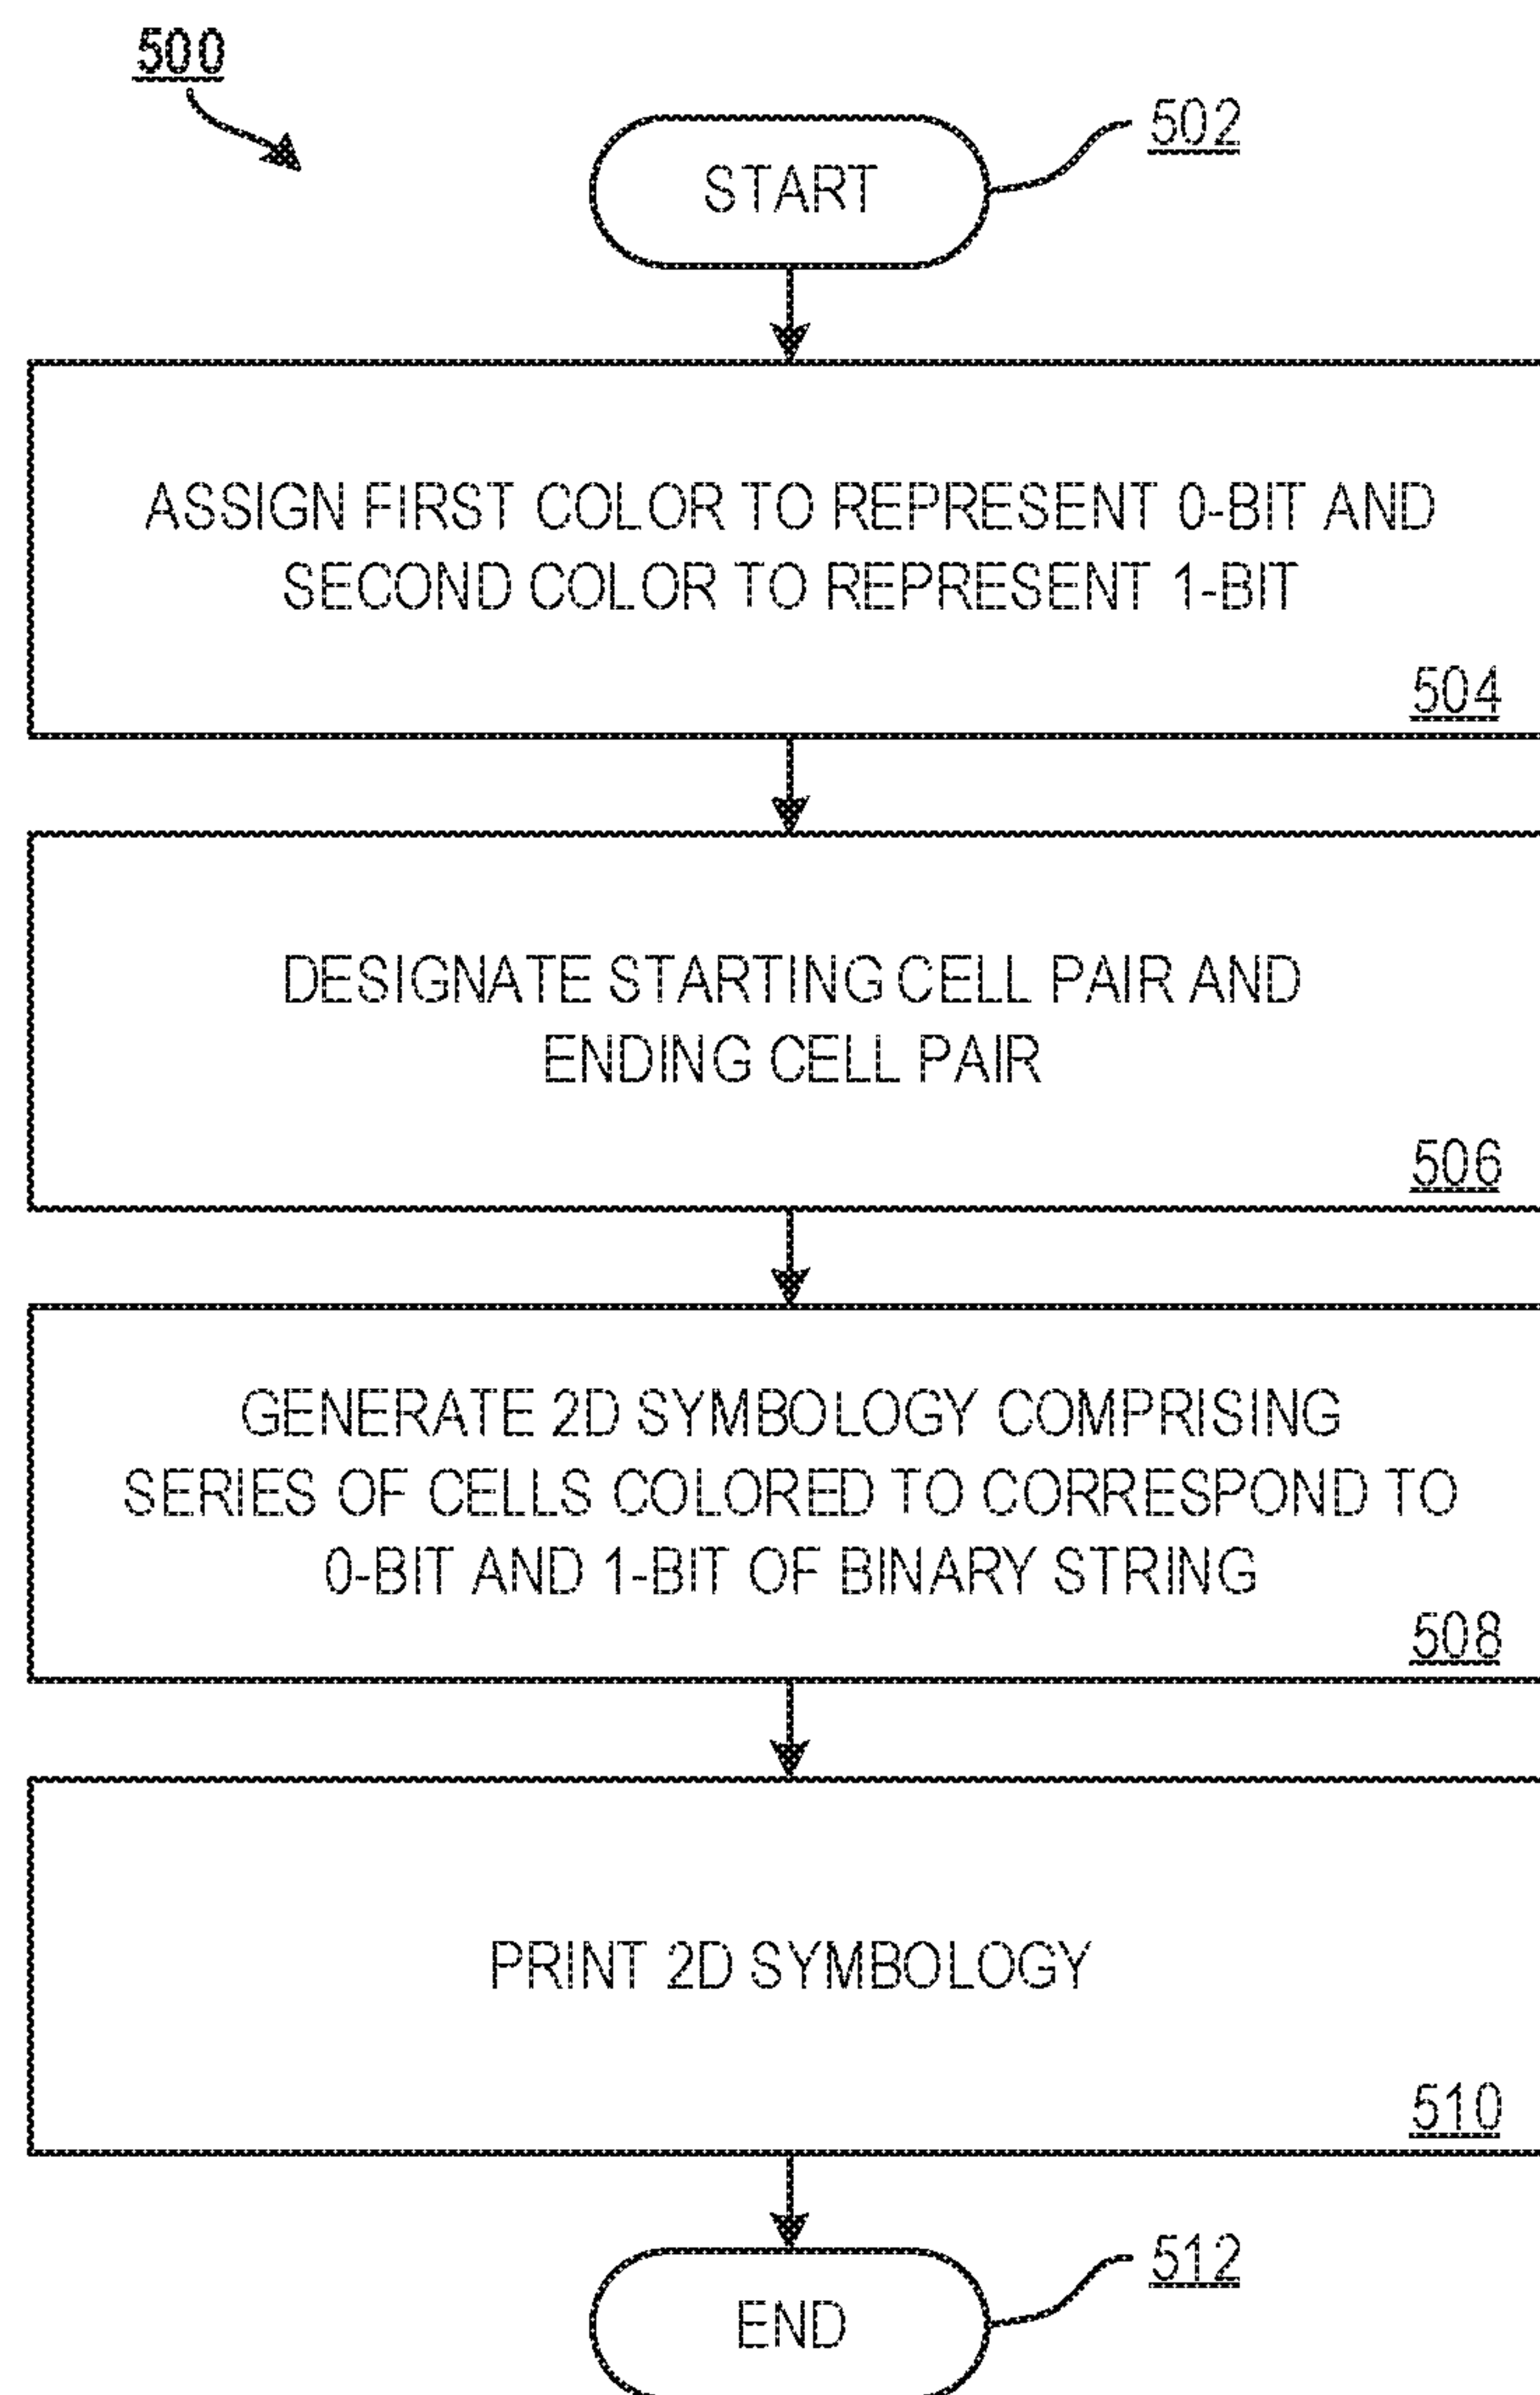 500
502
START
ASSIGN FIRST COLOR TO REPRESENT 0-BIT AND
SECOND COLOR TO REPRESENT 1-BIT
504
DESIGNATE STARTING CELL PAIR AND
ENDING CELL PAIR
506
GENERATE 2D SYMBOLOGY COMPRISING
SERIES OF CELLS COLORED TO CORRESPOND TO
0-BIT AND 1-BIT OF BINARY STRING
508
PRINT 2D SYMBOLOGY
510
512
END